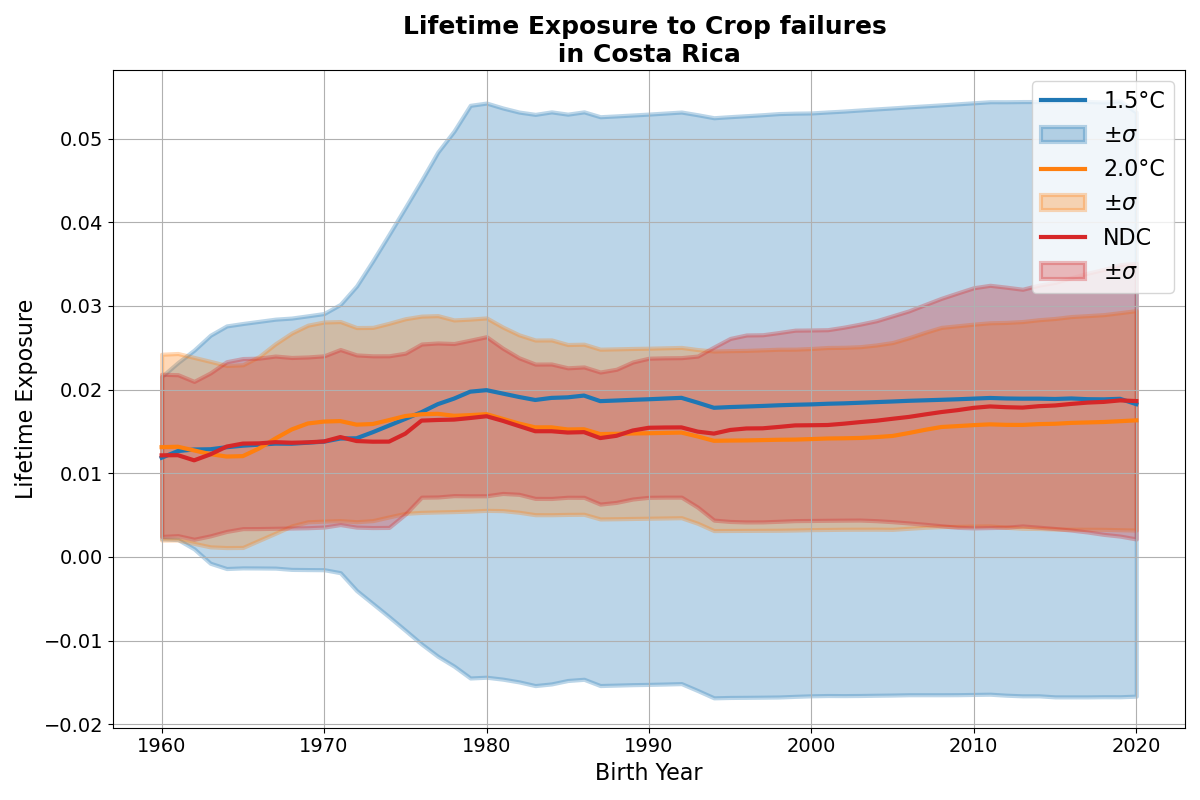 Lifetime Exposure to Crop failures
in Costa Rica
1.5°C
±σ
2.0°C
±σ
NDC
±σ
Lifetime Exposure
0.05
0.04
0.03
0.02
0.01
0.00
−0.01
−0.02
1960 1970 1980 1990 2000 2010 2020
Birth Year